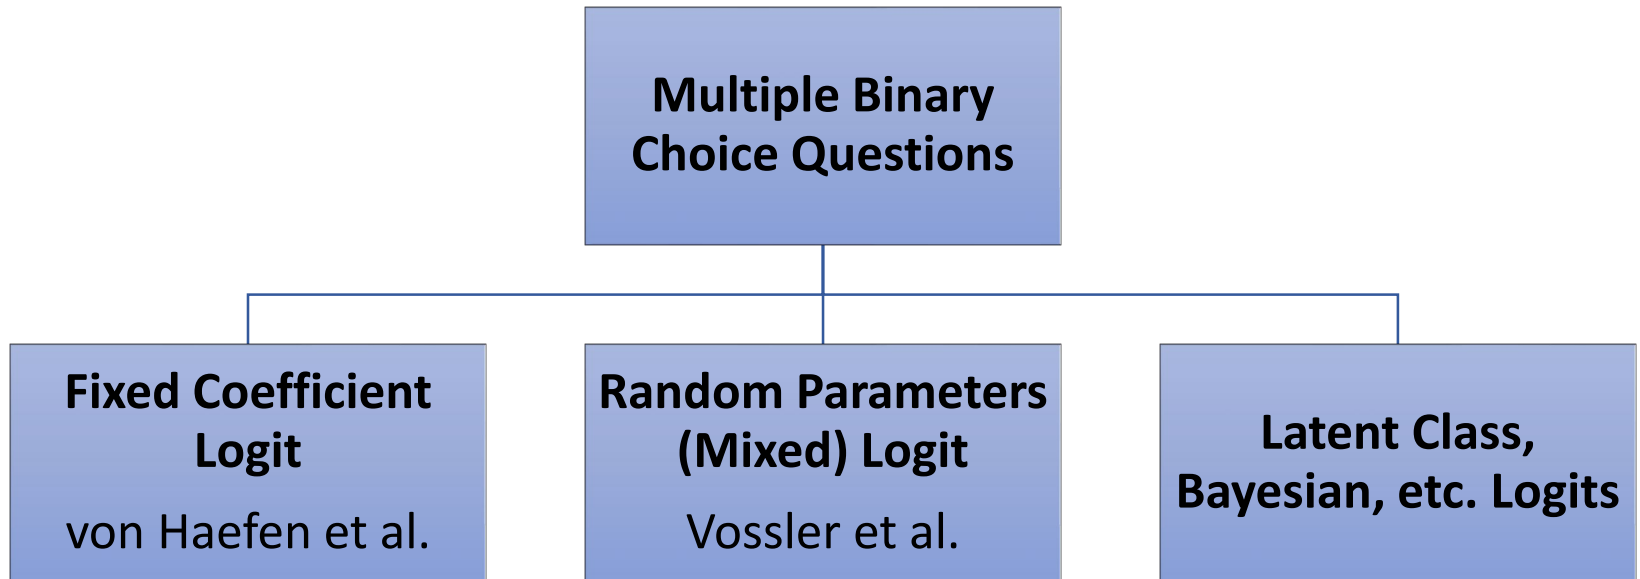 Multiple Binary
Choice Questions
Fixed Coefficient
Logit
von Haefen et al.
Random Parameters
(Mixed) Logit
Vossler et al.
Latent Class,
Bayesian, etc. Logits